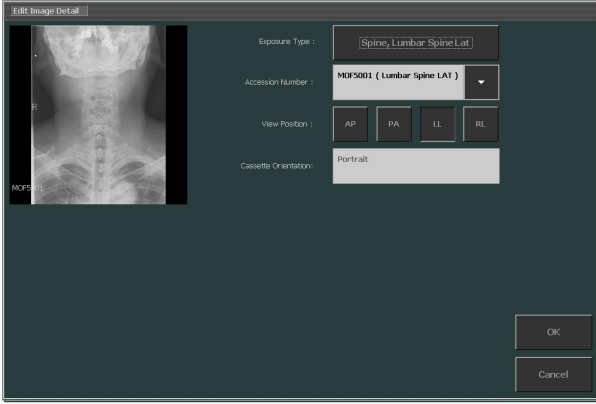 Edit Image Detail
Exposure Type :
Spine, Lumbar Spine Lat
Accession Number :
MOF5001 ( Lumbar Spine LAT )
View Position :
AP
PA
LL
RL
Cassette Orientation:
Portrait
R
MOF5001
OK
Cancel